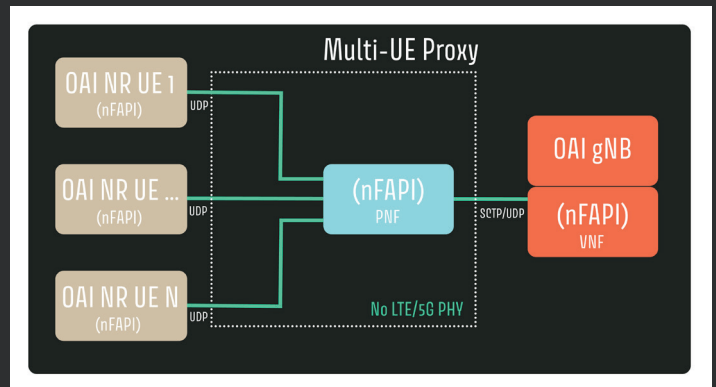 Multi-UE Proxy
OAI NR UE 1
(nFAPI)
UDP
OAI NR UE ...
(nFAPI)
UDP
OAI NR UE N
(nFAPI)
UDP
(nFAPI)
PNF
SCTP/UDP
OAI gNB
(nFAPI)
VNF
No LTE/5G PHY